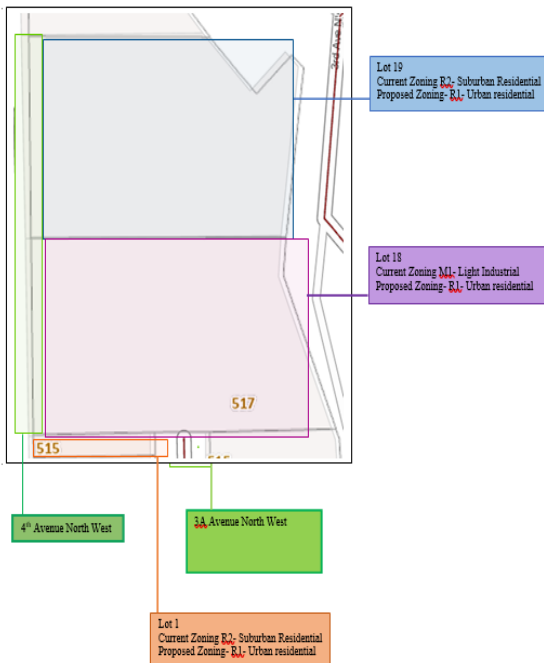 3rd Ave N
Lot 19
Current Zoning R2- Suburban Residential
Proposed Zoning- R1- Urban residential
Lot 18
Current Zoning M1- Light Industrial
Proposed Zoning- R1- Urban residential
517
515
4th Avenue North West
3A Avenue North West
Lot 1
Current Zoning R2- Suburban Residential
Proposed Zoning- R1- Urban residential